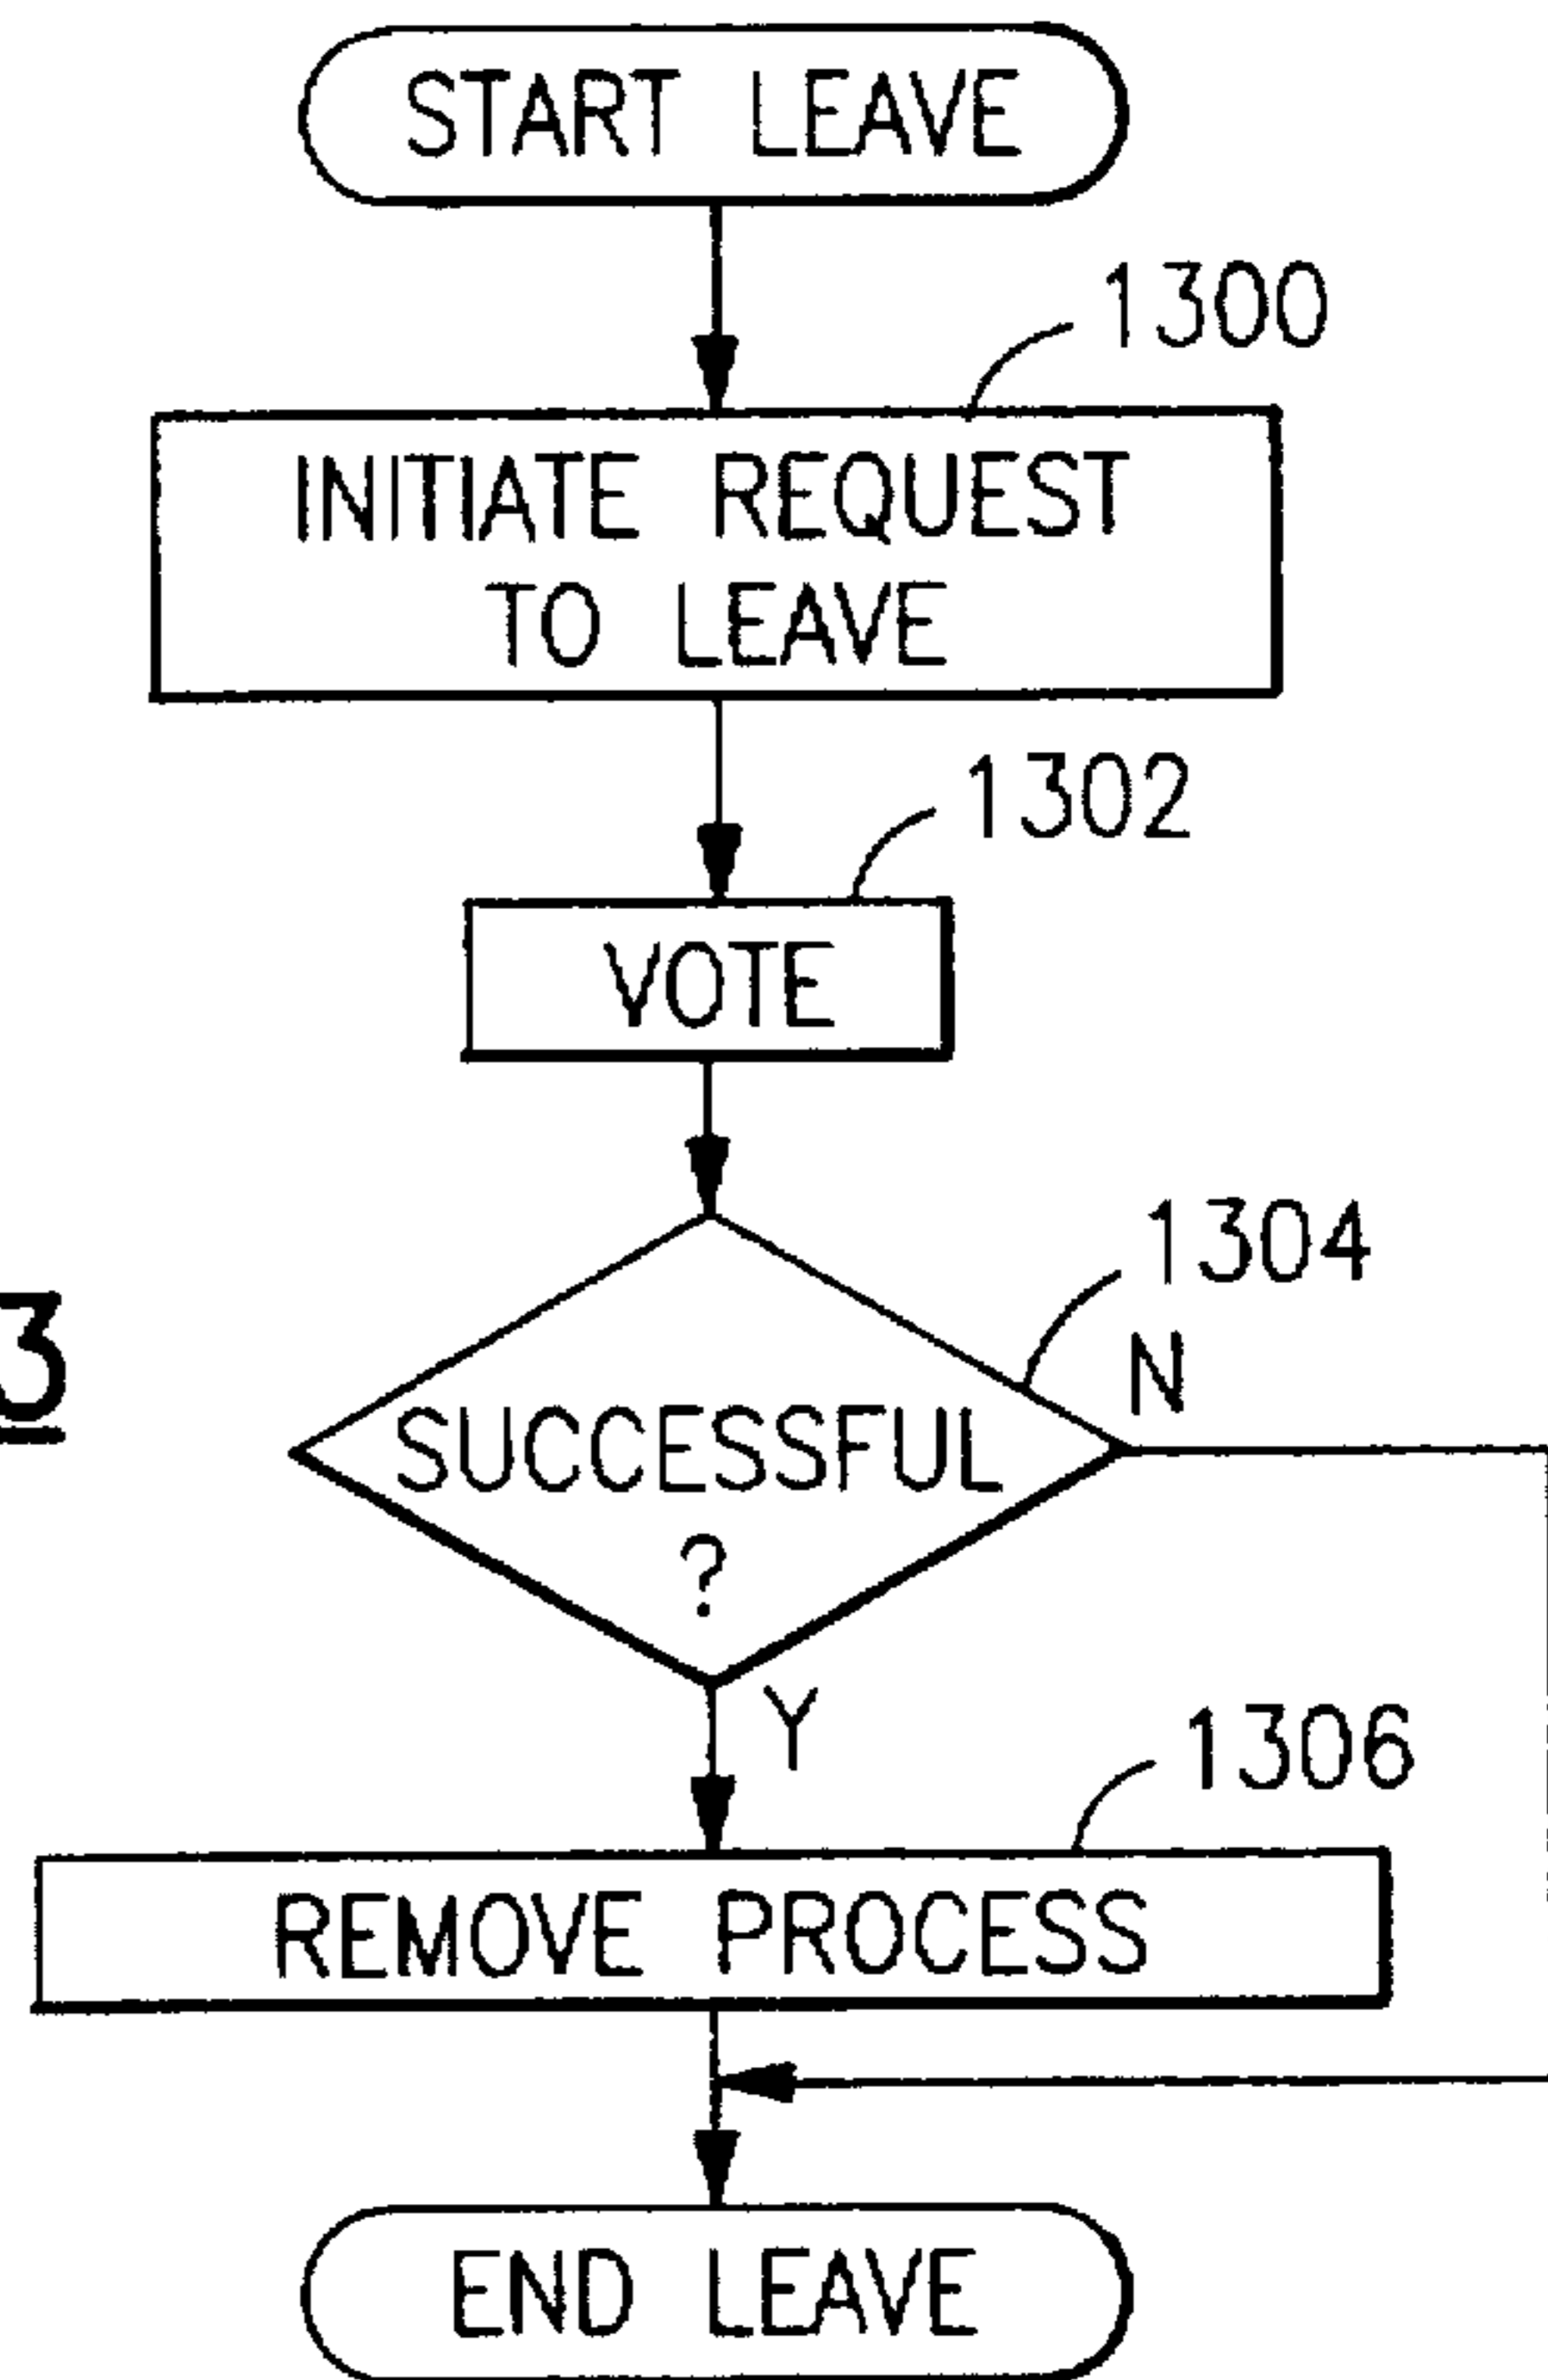 START LEAVE
1300
INITIATE REQUEST
TO LEAVE
1302
VOTE
1304
N
3
SUCCESSFUL
?
Y
1306
REMOVE PROCESS
END LEAVE